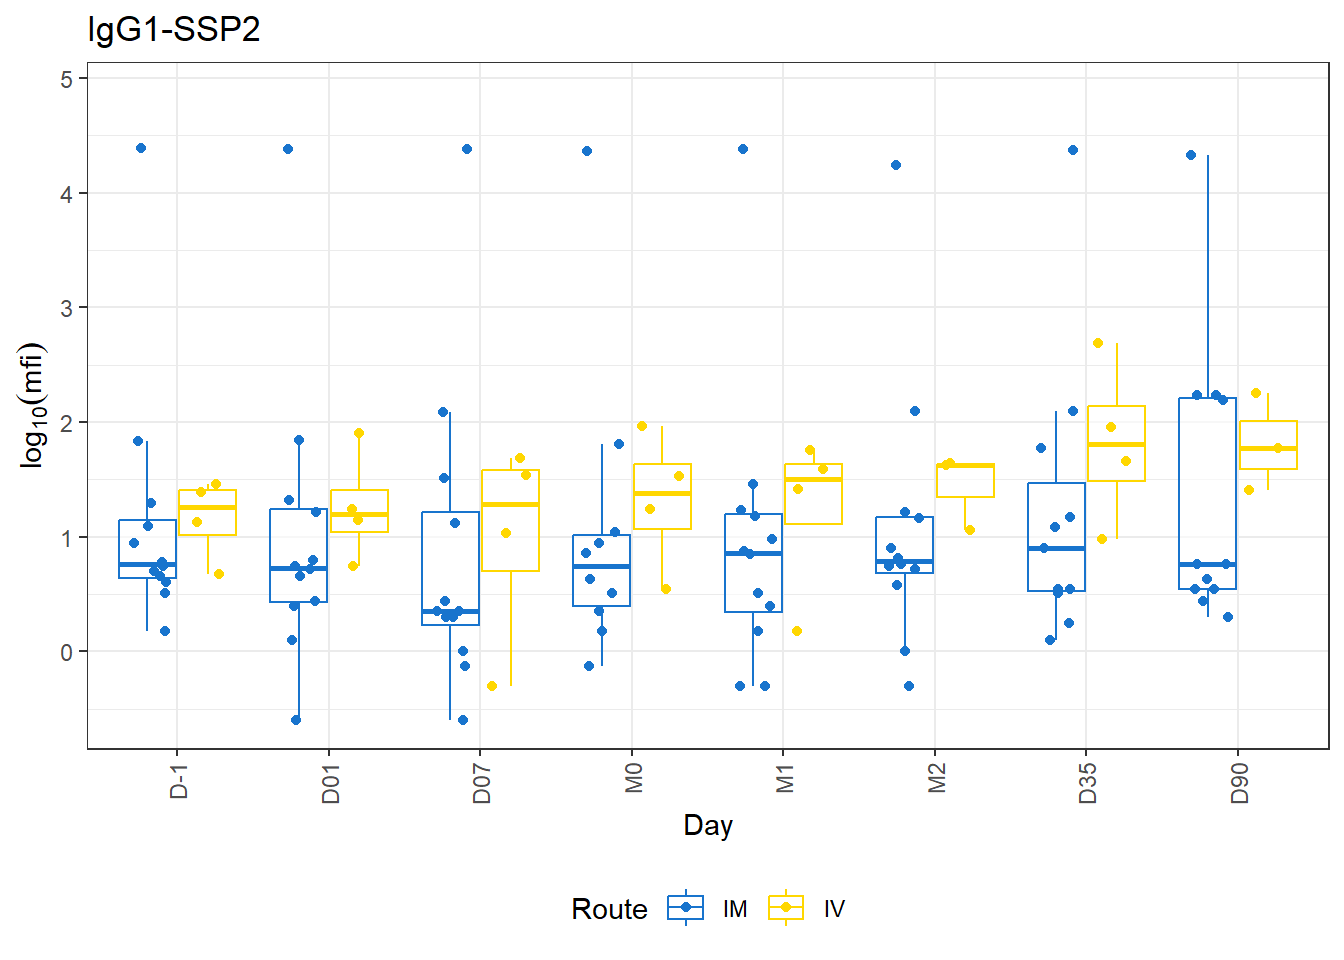 IgG1-SSP2
5
4
3
2
1
0
log₁₀(mfi)
D-1
D01
D07
M0
M1
M2
D35
D90
Day
Route IM IV